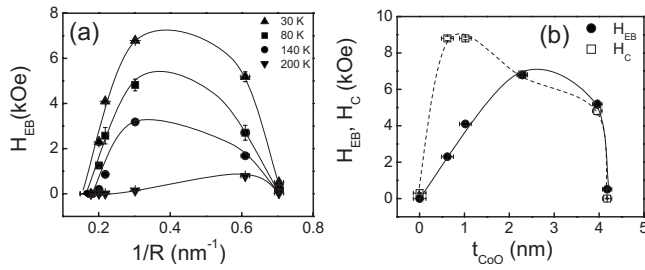 (a)
30 K
80 K
140 K
200 K
H_EB(kOe)
8
6
4
2
0
0.2 0.4 0.6 0.8
1/R (nm⁻¹)
(b)
H_EB
H_C
H_EB, H_C (kOe)
10
8
6
4
2
0
0 1 2 3 4 5
t_CoO (nm)